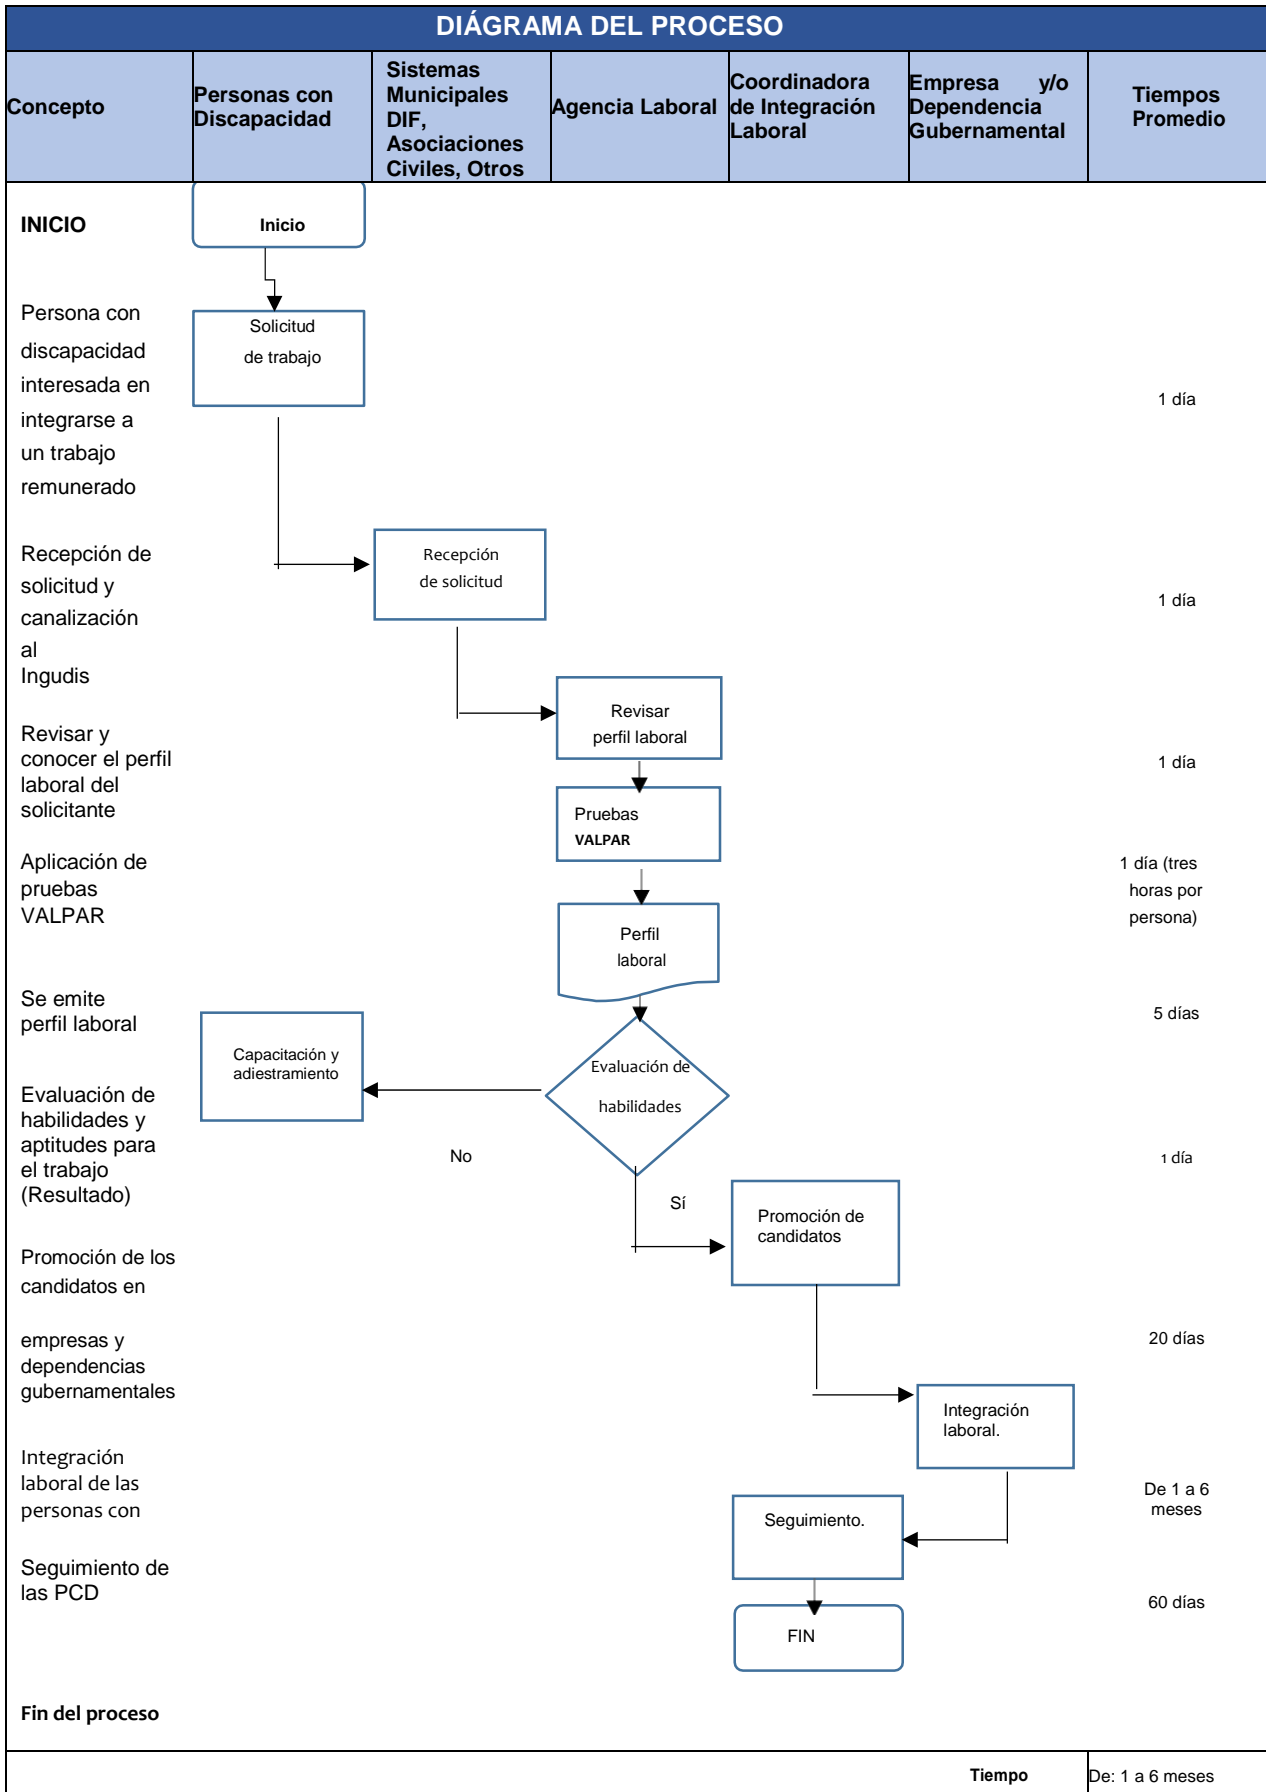 DIÁGRAMA DEL PROCESO
Concepto
Personas con
Discapacidad
Sistemas
Municipales
DIF,
Asociaciones
Civiles, Otros
Agencia Laboral
Coordinadora
de Integración
Laboral
Empresa y/o
Dependencia
Gubernamental
Tiempos
Promedio
INICIO
Inicio
Persona con
discapacidad
interesada en
integrarse a
un trabajo
remunerado
Solicitud
de trabajo
1 día
Recepción de
solicitud y
canalización
al
Ingudis
Recepción
de solicitud
1 día
Revisar y
conocer el perfil
laboral del
solicitante
Revisar
perfil laboral
1 día
Aplicación de
pruebas
VALPAR
Pruebas
VALPAR
1 día (tres
horas por
persona)
Se emite
perfil laboral
Perfil
laboral
5 días
Evaluación de
habilidades y
aptitudes para
el trabajo
(Resultado)
Capacitación y
adiestramiento
Evaluación de
habilidades
No
Sí
1 día
Promoción de los
candidatos en
empresas y
dependencias
gubernamentales
Promoción de
candidatos
20 días
Integración
laboral de las
personas con
Integración
laboral.
De 1 a 6
meses
Seguimiento de
las PCD
Seguimiento.
60 días
FIN
Fin del proceso
Tiempo
De: 1 a 6 meses